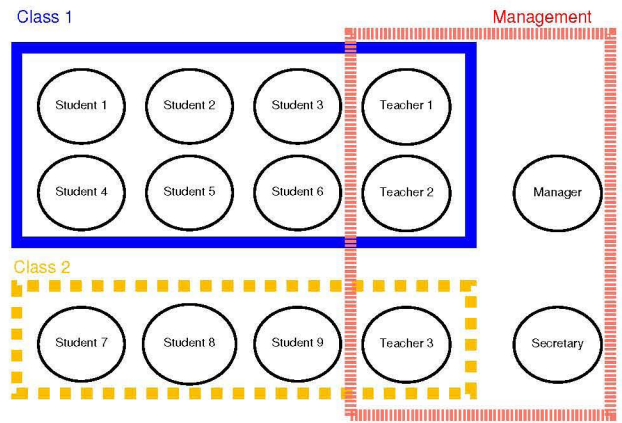 Class 1
Management
Student 1
Student 2
Student 3
Teacher 1
Student 4
Student 5
Student 6
Teacher 2
Manager
Class 2
Student 7
Student 8
Student 9
Teacher 3
Secretary